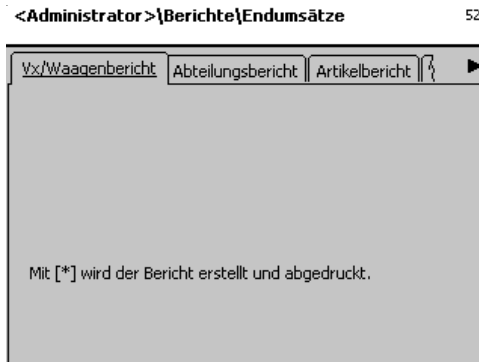 <Administrator>\Berichte\Endumsätze 52
Vx/Waagenbericht Abteilungsbericht Artikelbericht
Mit [*] wird der Bericht erstellt und abgedruckt.